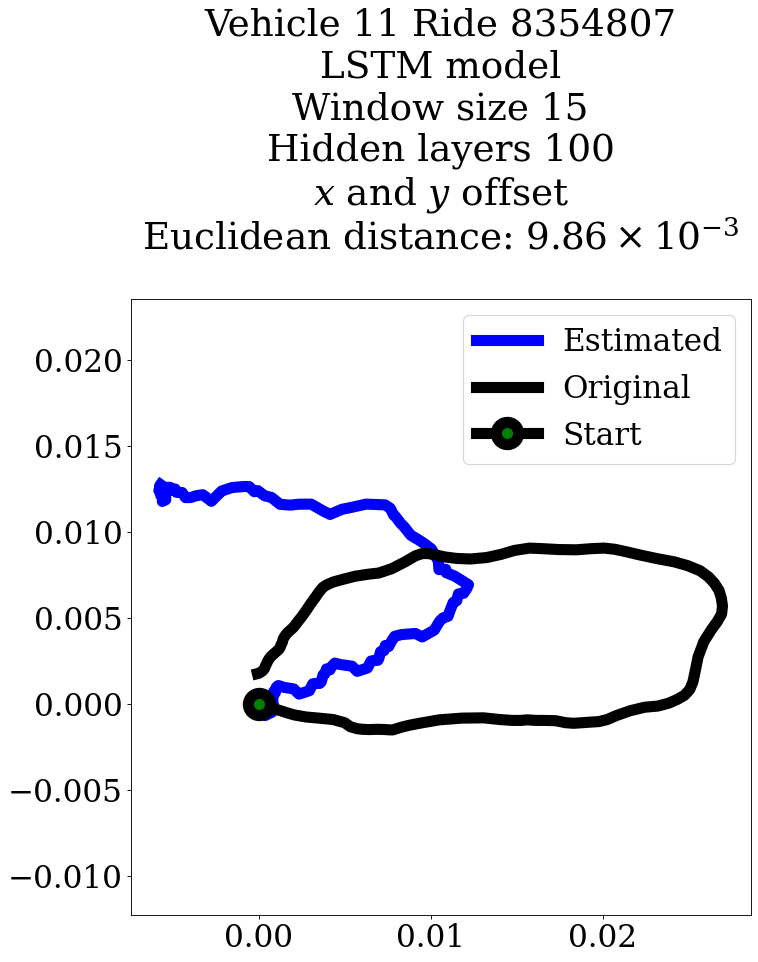 Vehicle 11 Ride 8354807
LSTM model
Window size 15
Hidden layers 100
x and y offset
Euclidean distance: 9.86 × 10⁻³
Estimated
Original
Start
0.020
0.015
0.010
0.005
0.000
−0.005
−0.010
0.00 0.01 0.02